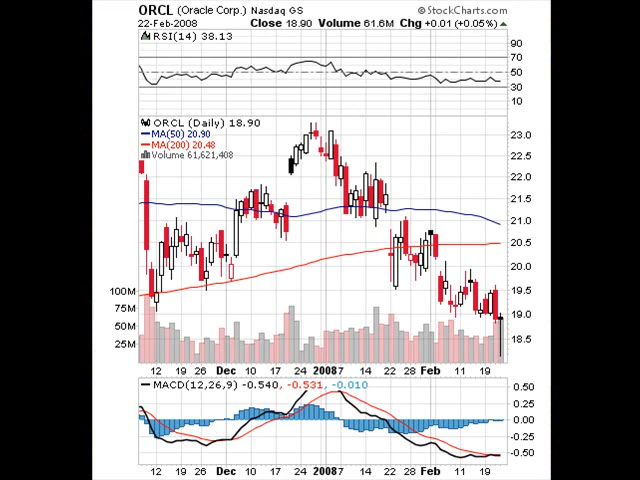 ORCL (Oracle Corp.) Nasdaq GS © StockCharts.com
22-Feb-2008 Close 18.90 Volume 61.6M Chg +0.01 (+0.05%)
RSI(14) 38.13
90
70
50
30
10
ORCL (Daily) 18.90
MA(50) 20.90
MA(200) 20.48
Volume 61,621,408
23.0
22.5
22.0
21.5
21.0
20.5
20.0
19.5
19.0
18.5
100M
75M
50M
25M
12 19 26 Dec 10 17 24 31 2008 7 14 22 28 Feb 11 19
MACD(12,26,9) -0.540, -0.531, -0.010
0.50
0.25
0.00
-0.25
-0.50
12 19 26 Dec 10 17 24 31 2008 7 14 22 28 Feb 11 19